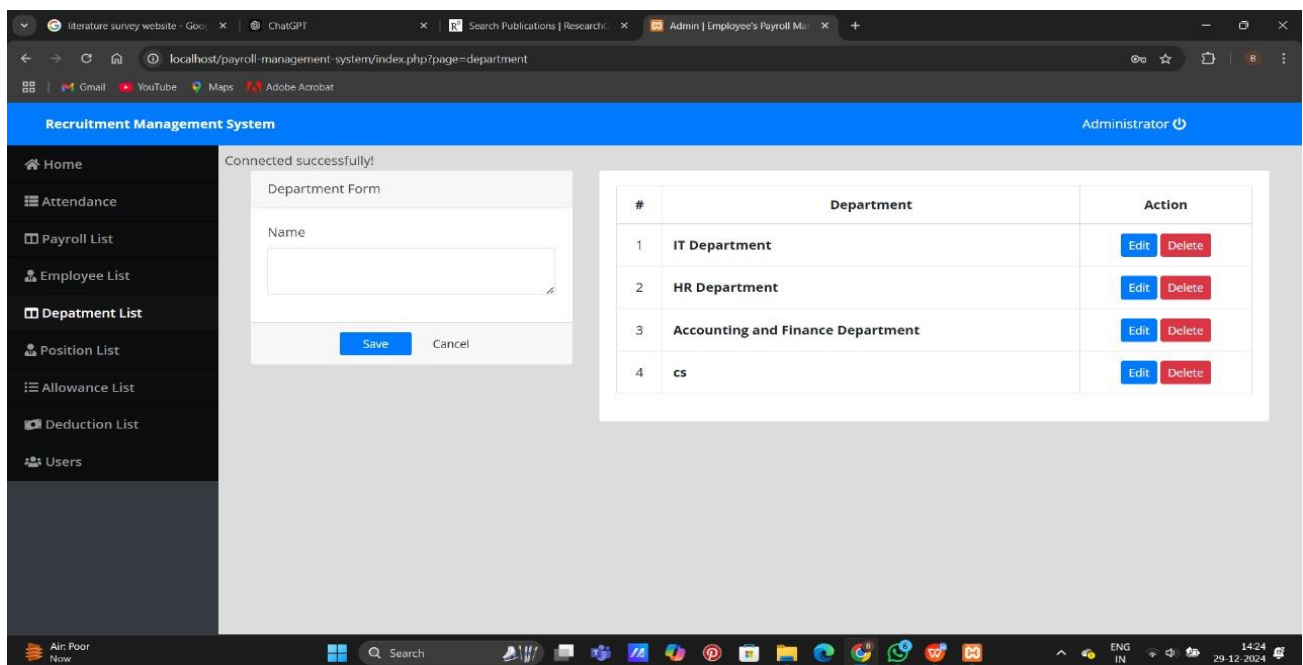 literature survey website - Goo
ChatGPT
Search Publications | Research
Admin | Employee's Payroll Ma
localhost/payroll-management-system/index.php?page=department
B
Gmail
YouTube
Maps
Adobe Acrobat
Recruitment Management System
Administrator
Home
Attendance
Payroll List
Employee List
Depatment List
Position List
Allowance List
Deduction List
Users
Connected successfully!
Department Form
Name
Save
Cancel
# Department Action
1 IT Department Edit Delete
2 HR Department Edit Delete
3 Accounting and Finance Department Edit Delete
4 cs Edit Delete
Air: Poor
Now
Search
ENG
IN
14:24
29-12-2024